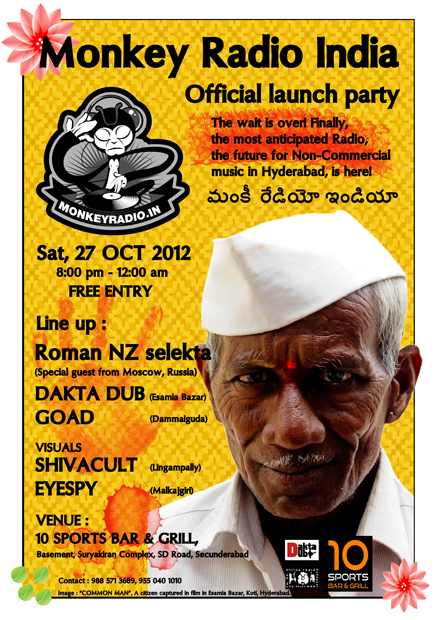 Monkey Radio India
Official launch party
The wait is over! Finally,
the most anticipated Radio,
the future for Non-Commercial
music in Hyderabad, is here!
మంకీ రేడియో ఇండియా
MONKEYRADIO.IN
Sat, 27 OCT 2012
8:00 pm - 12:00 am
FREE ENTRY
Line up :
Roman NZ selekta
(Special guest from Moscow, Russia)
DAKTA DUB (Esamia Bazar)
GOAD (Dammaiguda)
VISUALS
SHIVACULT (Lingampally)
EYESPY (Malkajgiri)
VENUE :
10 SPORTS BAR & GRILL,
Basement, Suryakiran Complex, SD Road, Secunderabad
Dakta
10
SPORTS
BAR & GRILL
Contact : 988 571 3689, 955 040 1010
Image : "COMMON MAN", A citizen captured in film in Esamia Bazar, Koti, Hyderabad.